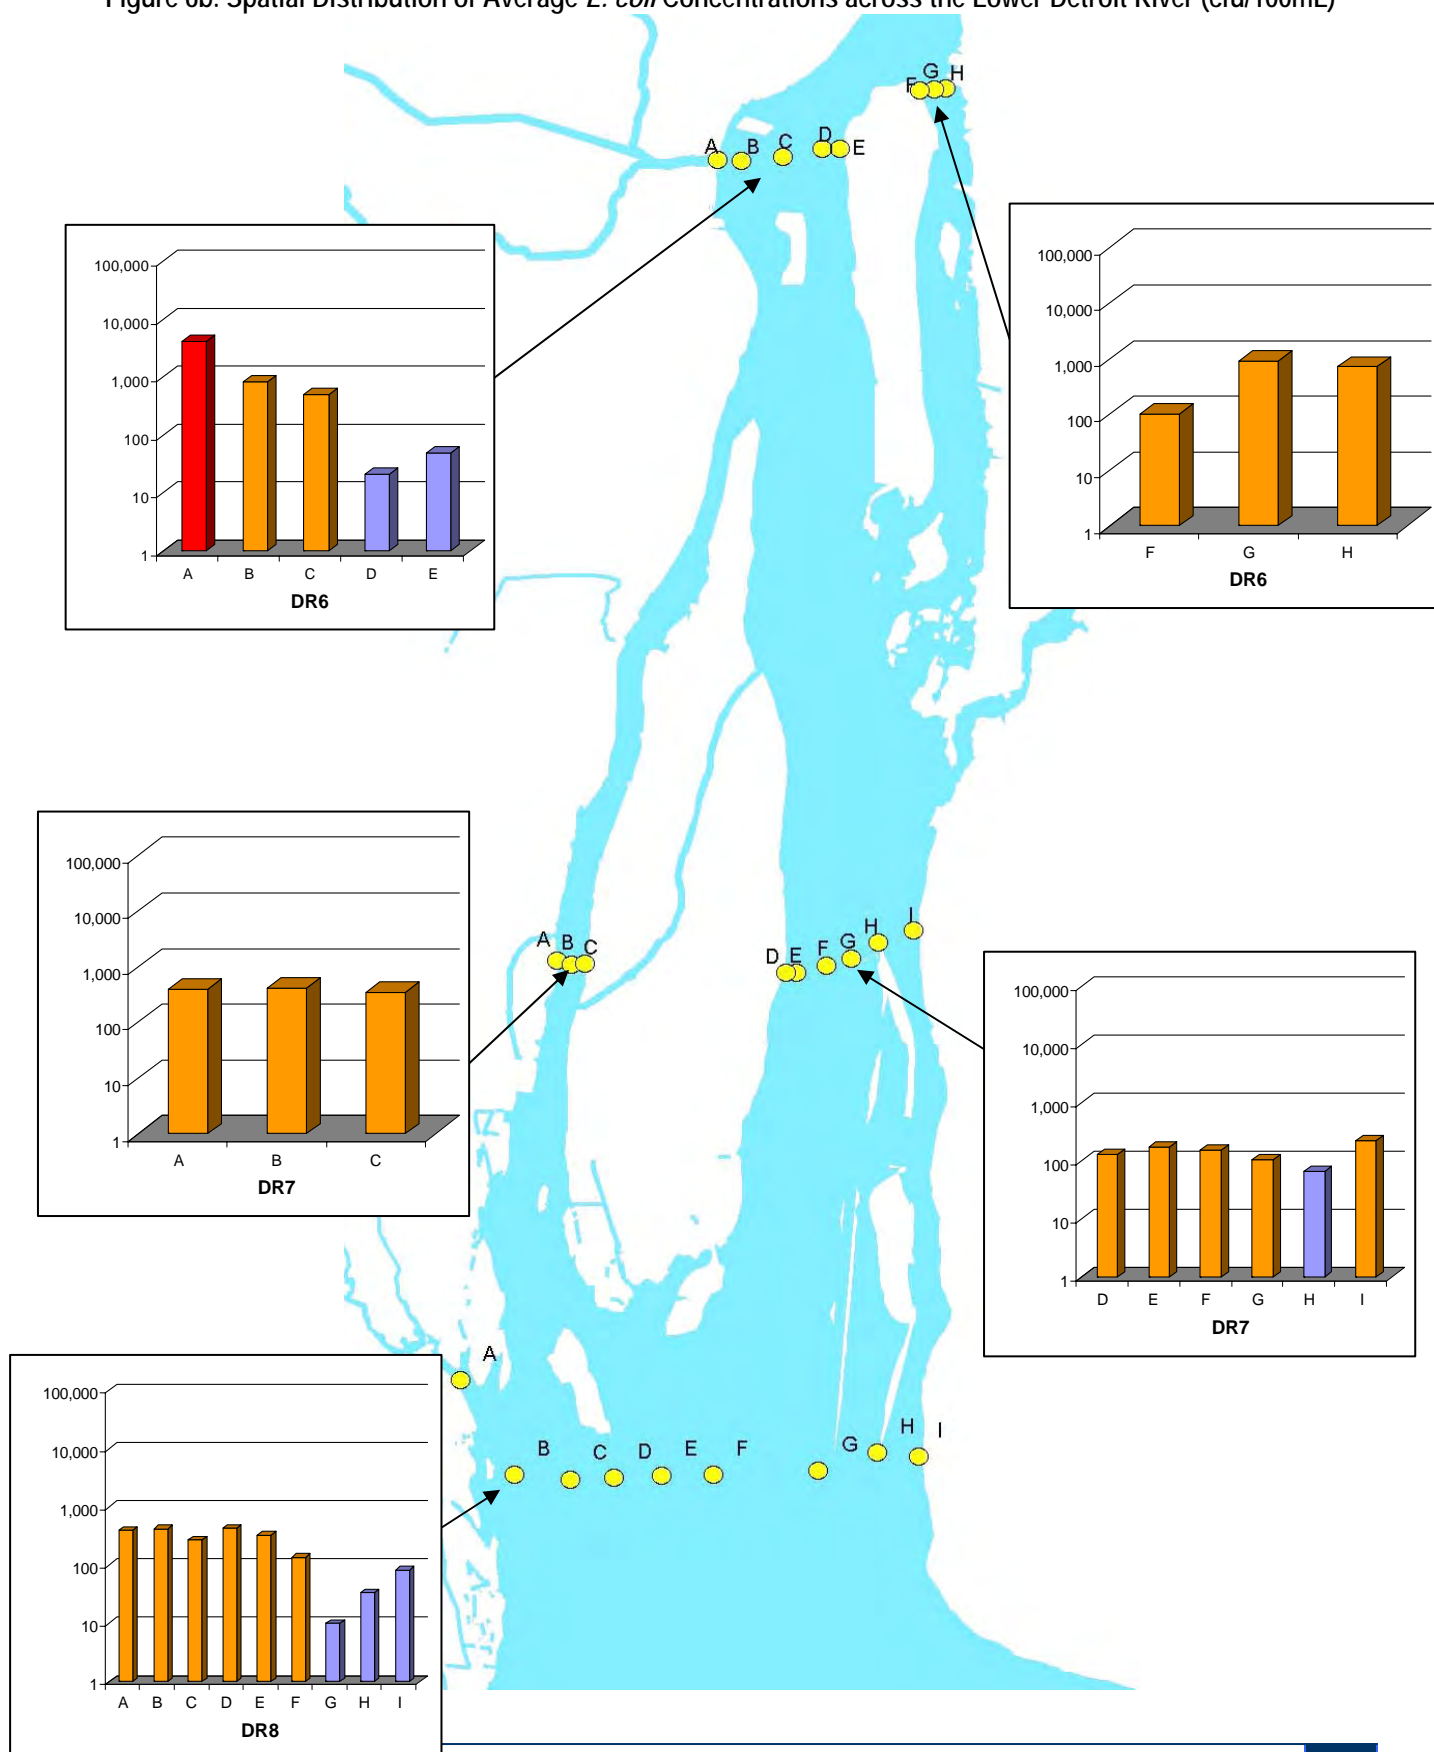 Figure 6b. Spatial Distribution of Average E. coli Concentrations across the Lower Detroit River (cfu/100mL)
F G H
A B C D E
100,000
10,000
1,000
100
10
1
A B C D E
DR6
100,000
10,000
1,000
100
10
1
F G H
DR6
A B C
D E F G H I
100,000
10,000
1,000
100
10
1
A B C
DR7
100,000
10,000
1,000
100
10
1
D E F G H I
DR7
A
B C D E F G H I
100,000
10,000
1,000
100
10
1
A B C D E F G H I
DR8